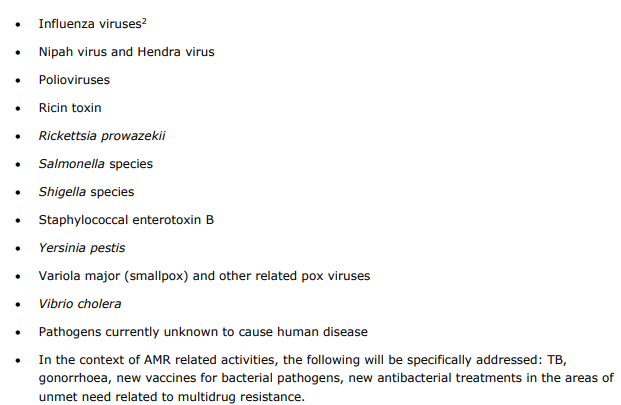 • Influenza viruses²
• Nipah virus and Hendra virus
• Polioviruses
• Ricin toxin
• Rickettsia prowazekii
• Salmonella species
• Shigella species
• Staphylococcal enterotoxin B
• Yersinia pestis
• Variola major (smallpox) and other related pox viruses
• Vibrio cholera
• Pathogens currently unknown to cause human disease
• In the context of AMR related activities, the following will be specifically addressed: TB,
gonorrhoea, new vaccines for bacterial pathogens, new antibacterial treatments in the areas of
unmet need related to multidrug resistance.